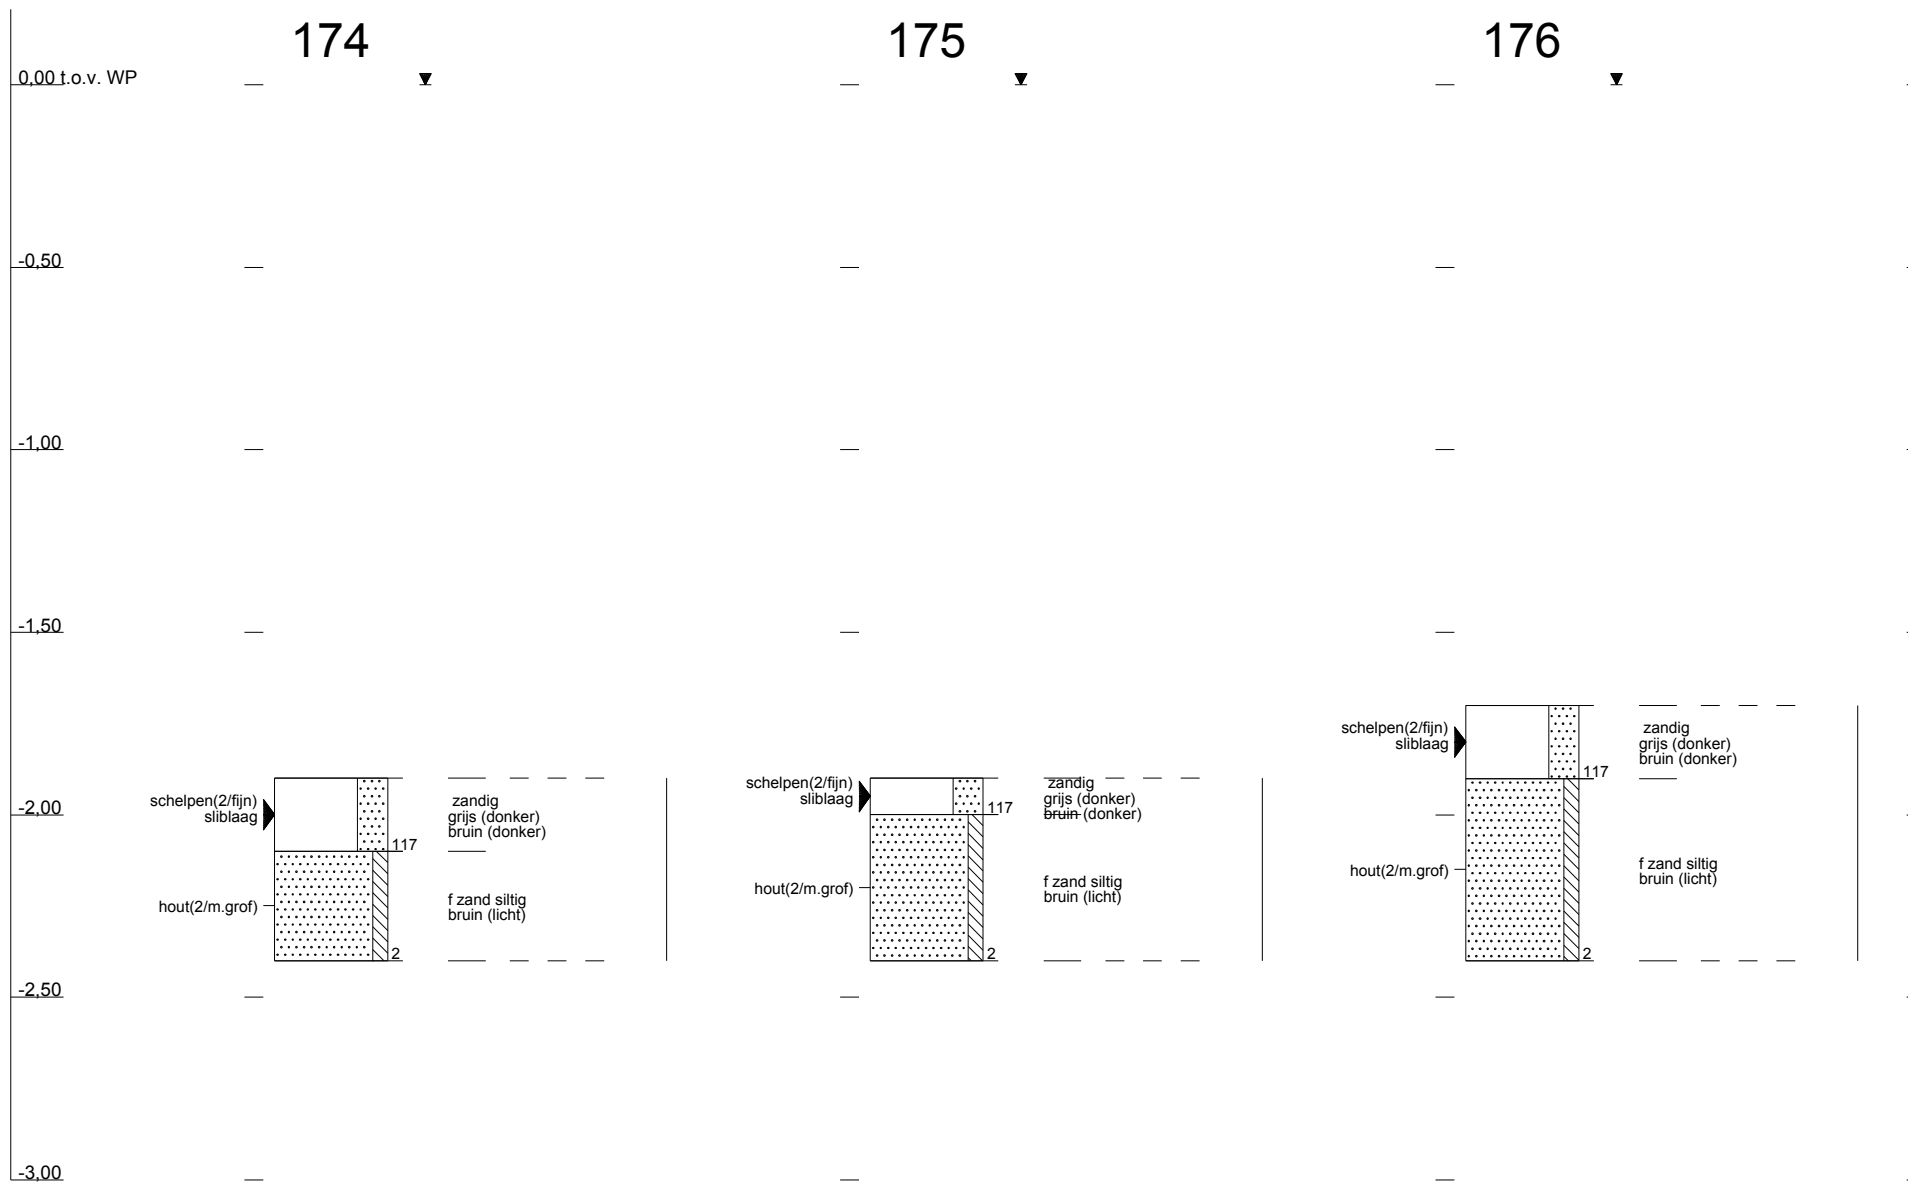 174
175
176
0,00 t.o.v. WP
-0,50
-1,00
-1,50
-2,00
-2,50
-3,00
schelpen(2/fijn)
sliblaag
zandig
grijs (donker)
bruin (donker)
117
hout(2/m.grof)
f zand siltig
bruin (licht)
2
schelpen(2/fijn)
sliblaag
zandig
grijs (donker)
bruin (donker)
117
hout(2/m.grof)
f zand siltig
bruin (licht)
2
schelpen(2/fijn)
sliblaag
zandig
grijs (donker)
bruin (donker)
117
hout(2/m.grof)
f zand siltig
bruin (licht)
2